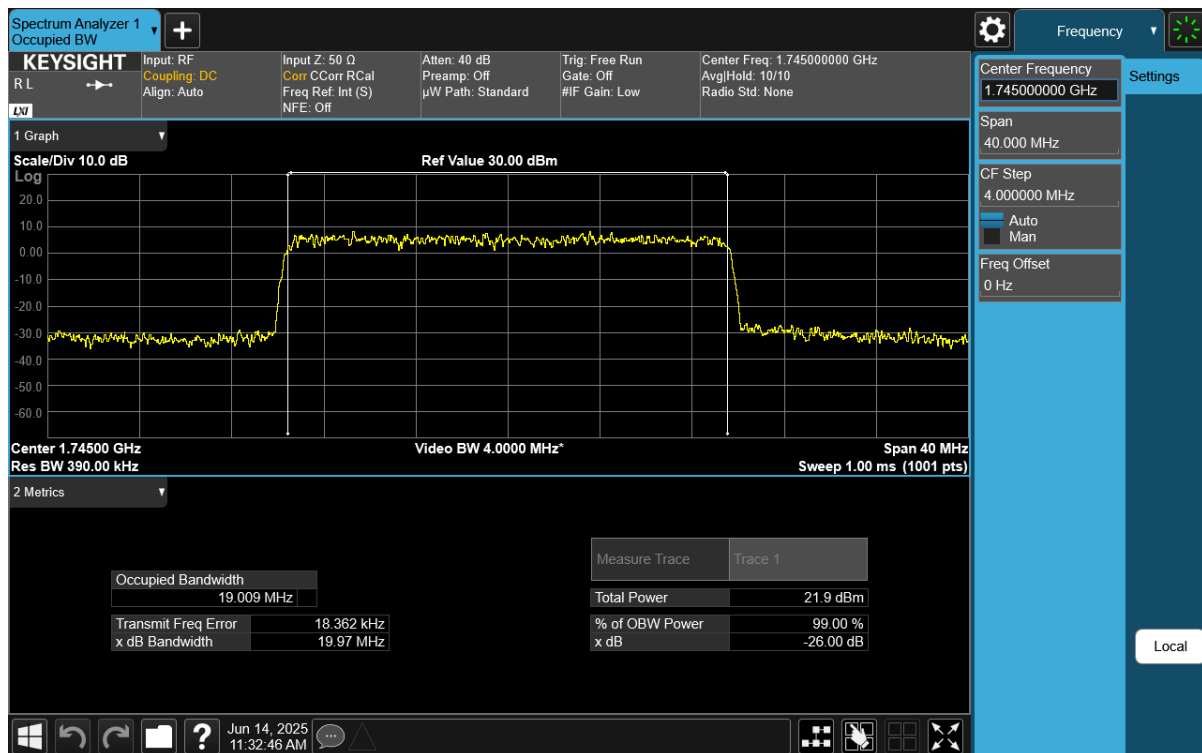 Spectrum Analyzer 1
Occupied BW
Frequency
KEYSIGHT
R L
LXI
Input: RF
Coupling: DC
Align: Auto
Input Z: 50 Ω
Corr CCorr RCal
Freq Ref: Int (S)
NFE: Off
Atten: 40 dB
Preamp: Off
µW Path: Standard
Trig: Free Run
Gate: Off
#IF Gain: Low
Center Freq: 1.745000000 GHz
Avg|Hold: 10/10
Radio Std: None
Center Frequency
1.745000000 GHz
Settings
Span
40.000 MHz
CF Step
4.000000 MHz
Auto
Man
Freq Offset
0 Hz
Local
1 Graph
Scale/Div 10.0 dB
Ref Value 30.00 dBm
Log
20.0
10.0
0.00
-10.0
-20.0
-30.0
-40.0
-50.0
-60.0
Center 1.74500 GHz
Video BW 4.0000 MHz*
Span 40 MHz
Res BW 390.00 kHz
Sweep 1.00 ms (1001 pts)
2 Metrics
Measure Trace
Trace 1
Occupied Bandwidth
19.009 MHz
Total Power
21.9 dBm
Transmit Freq Error
18.362 kHz
% of OBW Power
99.00 %
x dB Bandwidth
19.97 MHz
x dB
-26.00 dB
?
Jun 14, 2025
11:32:46 AM